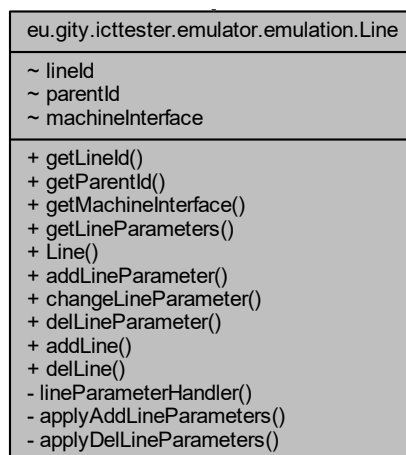 eu.gity.icttester.emulator.emulation.Line
~ lineId
~ parentId
~ machineInterface
+ getLineId()
+ getParentId()
+ getMachineInterface()
+ getLineParameters()
+ Line()
+ addLineParameter()
+ changeLineParameter()
+ delLineParameter()
+ addLine()
+ delLine()
- lineParameterHandler()
- applyAddLineParameters()
- applyDelLineParameters()